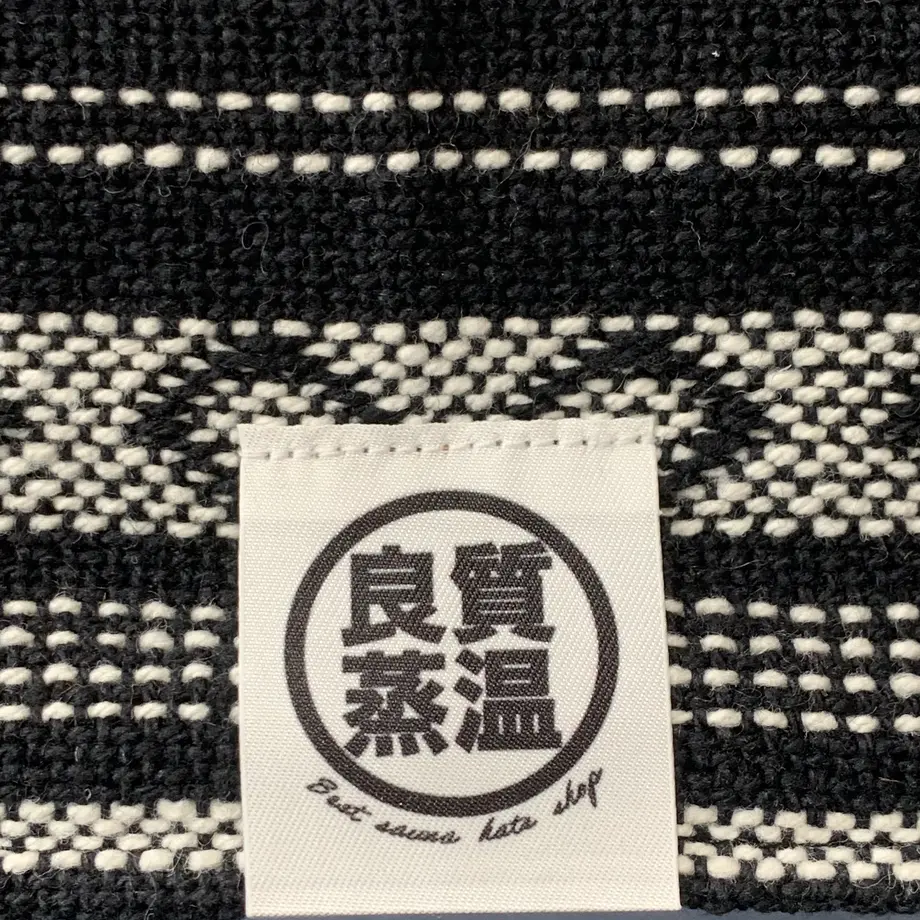 良質
蒸温
Best sauna hats shop